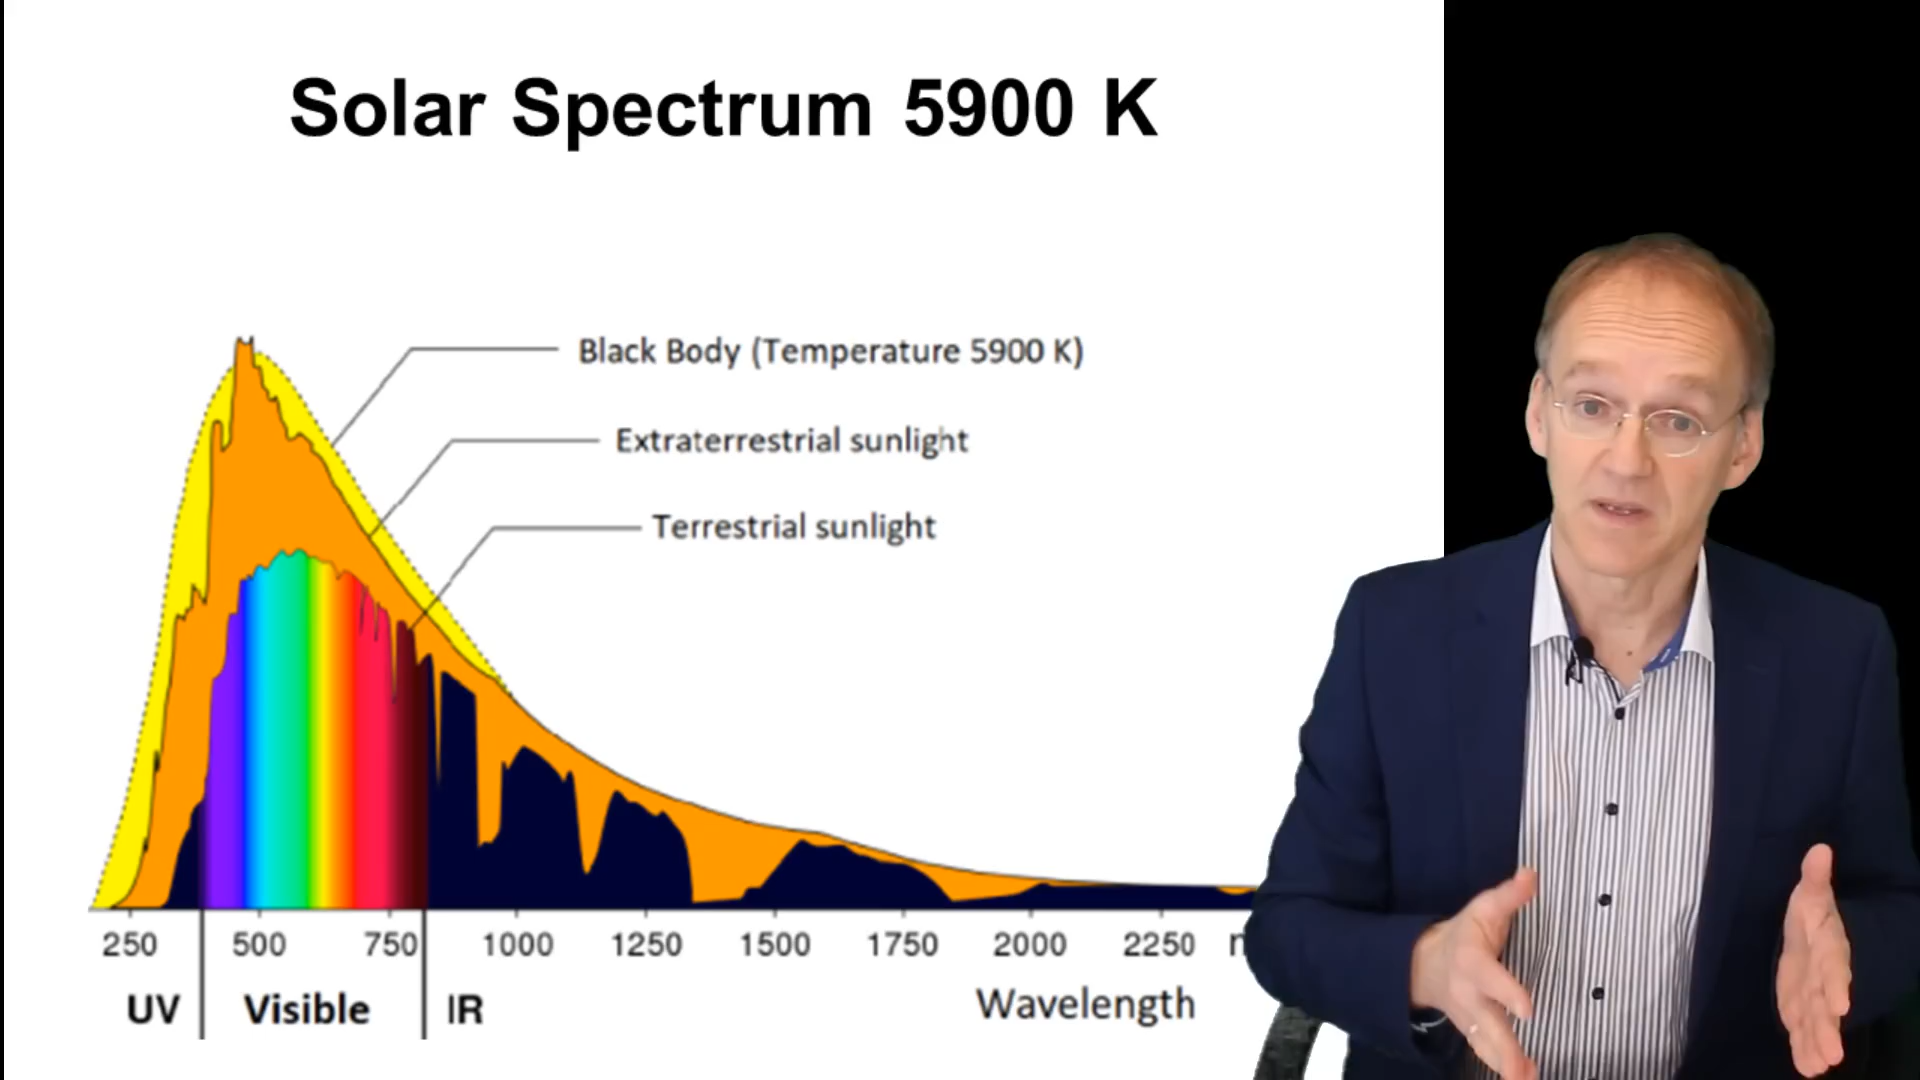 Solar Spectrum 5900 K
Black Body (Temperature 5900 K)
Extraterrestrial sunlight
Terrestrial sunlight
250 500 750 1000 1250 1500 1750 2000 2250
UV Visible IR
Wavelength